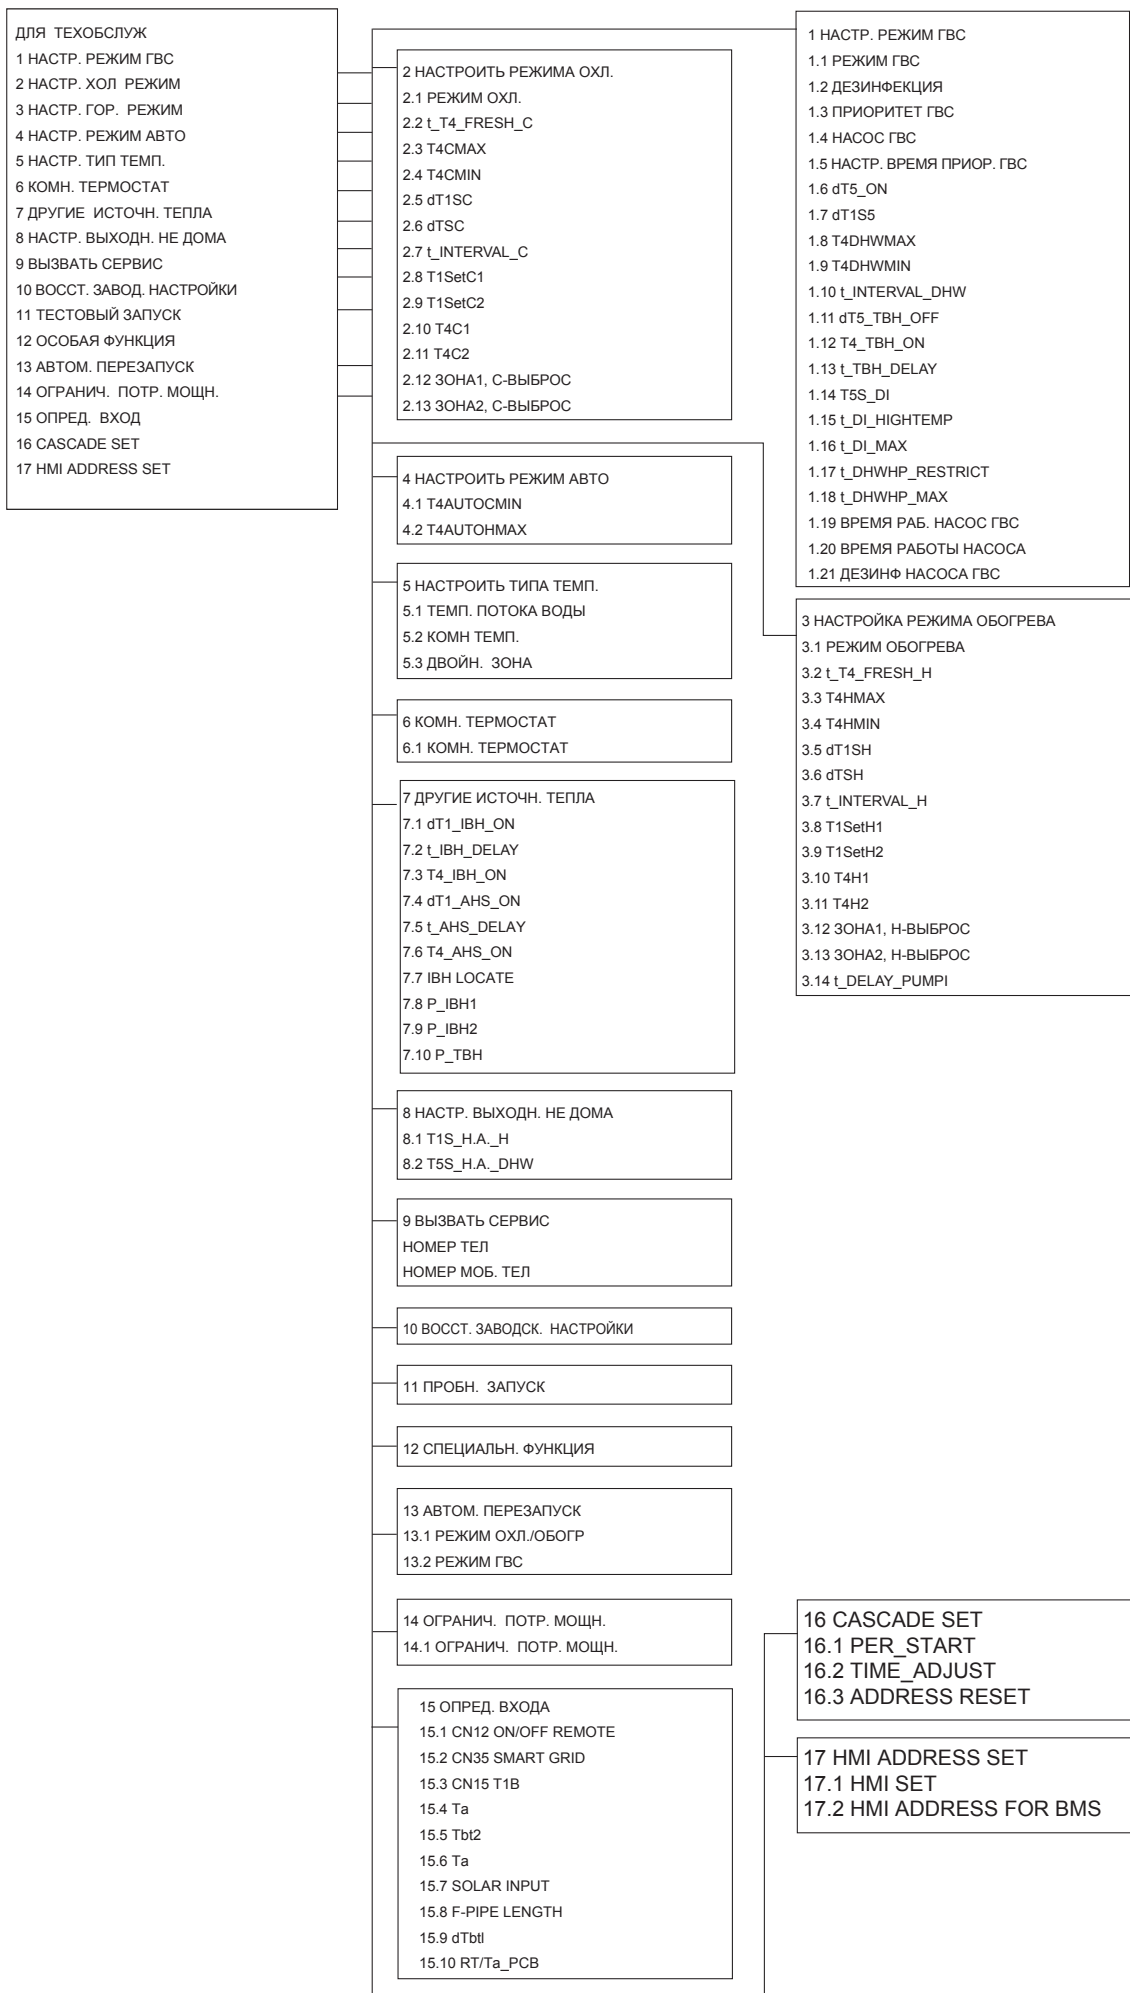 ДЛЯ ТЕХОБСЛУЖ
1 НАСТР. РЕЖИМ ГВС
2 НАСТР. ХОЛ РЕЖИМ
3 НАСТР. ГОР. РЕЖИМ
4 НАСТР. РЕЖИМ АВТО
5 НАСТР. ТИП ТЕМП.
6 КОМН. ТЕРМОСТАТ
7 ДРУГИЕ ИСТОЧН. ТЕПЛА
8 НАСТР. ВЫХОДН. НЕ ДОМА
9 ВЫЗВАТЬ СЕРВИС
10 ВОССТ. ЗАВОД. НАСТРОЙКИ
11 ТЕСТОВЫЙ ЗАПУСК
12 ОСОБАЯ ФУНКЦИЯ
13 АВТОМ. ПЕРЕЗАПУСК
14 ОГРАНИЧ. ПОТР. МОЩН.
15 ОПРЕД. ВХОД
16 CASCADE SET
17 HMI ADDRESS SET
2 НАСТРОИТЬ РЕЖИМА ОХЛ.
2.1 РЕЖИМ ОХЛ.
2.2 t_T4_FRESH_C
2.3 T4CMAX
2.4 T4CMIN
2.5 dT1SC
2.6 dTSC
2.7 t_INTERVAL_C
2.8 T1SetC1
2.9 T1SetC2
2.10 T4C1
2.11 T4C2
2.12 ЗОНА1, С-ВЫБРОС
2.13 ЗОНА2, С-ВЫБРОС
4 НАСТРОИТЬ РЕЖИМ АВТО
4.1 T4AUTOCMIN
4.2 T4AUTOHMAX
5 НАСТРОИТЬ ТИПА ТЕМП.
5.1 ТЕМП. ПОТОКА ВОДЫ
5.2 КОМН ТЕМП.
5.3 ДВОЙН. ЗОНА
6 КОМН. ТЕРМОСТАТ
6.1 КОМН. ТЕРМОСТАТ
7 ДРУГИЕ ИСТОЧН. ТЕПЛА
7.1 dT1_IBH_ON
7.2 t_IBH_DELAY
7.3 T4_IBH_ON
7.4 dT1_AHS_ON
7.5 t_AHS_DELAY
7.6 T4_AHS_ON
7.7 IBH LOCATE
7.8 P_IBH1
7.9 P_IBH2
7.10 P_TBH
8 НАСТР. ВЫХОДН. НЕ ДОМА
8.1 T1S_H.A._H
8.2 T5S_H.A._DHW
9 ВЫЗВАТЬ СЕРВИС
НОМЕР ТЕЛ
НОМЕР МОБ. ТЕЛ
10 ВОССТ. ЗАВОДСК. НАСТРОЙКИ
11 ПРОБН. ЗАПУСК
12 СПЕЦИАЛЬН. ФУНКЦИЯ
13 АВТОМ. ПЕРЕЗАПУСК
13.1 РЕЖИМ ОХЛ./ОБОГР
13.2 РЕЖИМ ГВС
14 ОГРАНИЧ. ПОТР. МОЩН.
14.1 ОГРАНИЧ. ПОТР. МОЩН.
15 ОПРЕД. ВХОДА
15.1 CN12 ON/OFF REMOTE
15.2 CN35 SMART GRID
15.3 CN15 T1B
15.4 Ta
15.5 Tbt2
15.6 Ta
15.7 SOLAR INPUT
15.8 F-PIPE LENGTH
15.9 dTbtI
15.10 RT/Ta_PCB
1 НАСТР. РЕЖИМ ГВС
1.1 РЕЖИМ ГВС
1.2 ДЕЗИНФЕКЦИЯ
1.3 ПРИОРИТЕТ ГВС
1.4 НАСОС ГВС
1.5 НАСТР. ВРЕМЯ ПРИОР. ГВС
1.6 dT5_ON
1.7 dT1S5
1.8 T4DHWMAX
1.9 T4DHWMIN
1.10 t_INTERVAL_DHW
1.11 dT5_TBH_OFF
1.12 T4_TBH_ON
1.13 t_TBH_DELAY
1.14 T5S_DI
1.15 t_DI_HIGHTEMP
1.16 t_DI_MAX
1.17 t_DHWHP_RESTRICT
1.18 t_DHWHP_MAX
1.19 ВРЕМЯ РАБ. НАСОС ГВС
1.20 ВРЕМЯ РАБОТЫ НАСОСА
1.21 ДЕЗИНФ НАСОСА ГВС
3 НАСТРОЙКА РЕЖИМА ОБОГРЕВА
3.1 РЕЖИМ ОБОГРЕВА
3.2 t_T4_FRESH_H
3.3 T4HMAX
3.4 T4HMIN
3.5 dT1SH
3.6 dTSH
3.7 t_INTERVAL_H
3.8 T1SetH1
3.9 T1SetH2
3.10 T4H1
3.11 T4H2
3.12 ЗОНА1, Н-ВЫБРОС
3.13 ЗОНА2, Н-ВЫБРОС
3.14 t_DELAY_PUMPI
16 CASCADE SET
16.1 PER_START
16.2 TIME_ADJUST
16.3 ADDRESS RESET
17 HMI ADDRESS SET
17.1 HMI SET
17.2 HMI ADDRESS FOR BMS